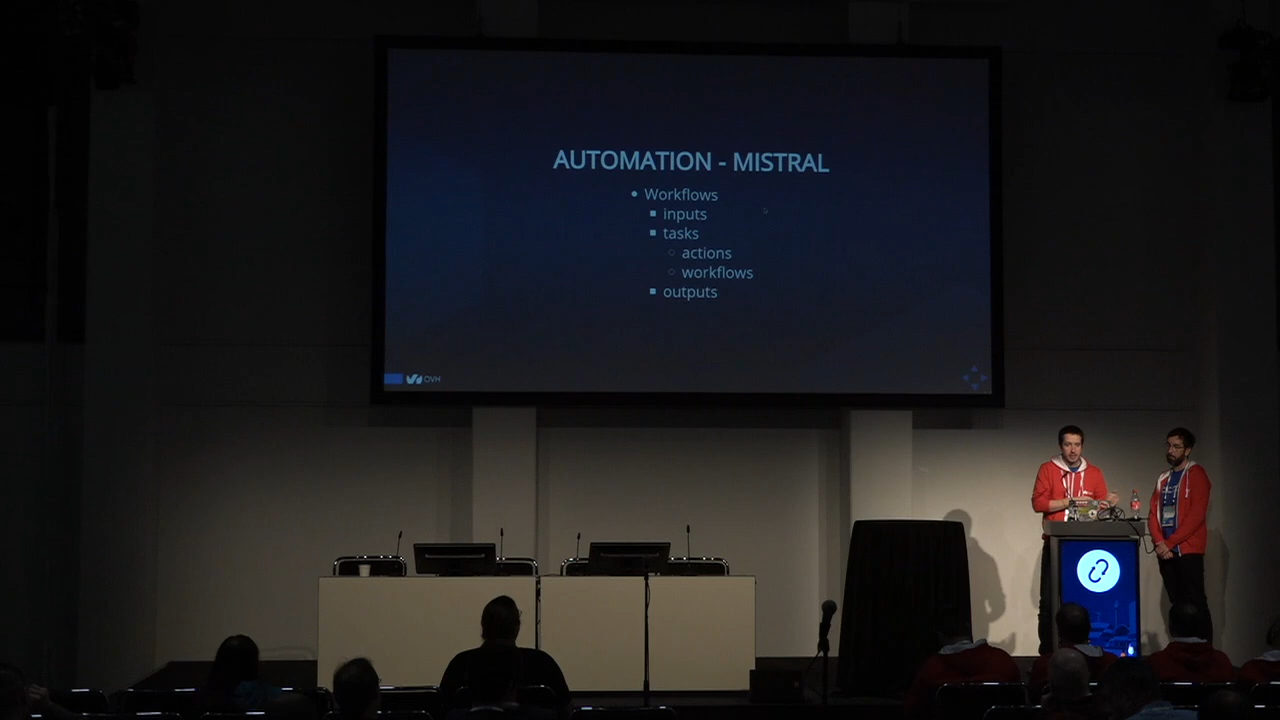 AUTOMATION - MISTRAL
Workflows
inputs
tasks
actions
workflows
outputs
OVH